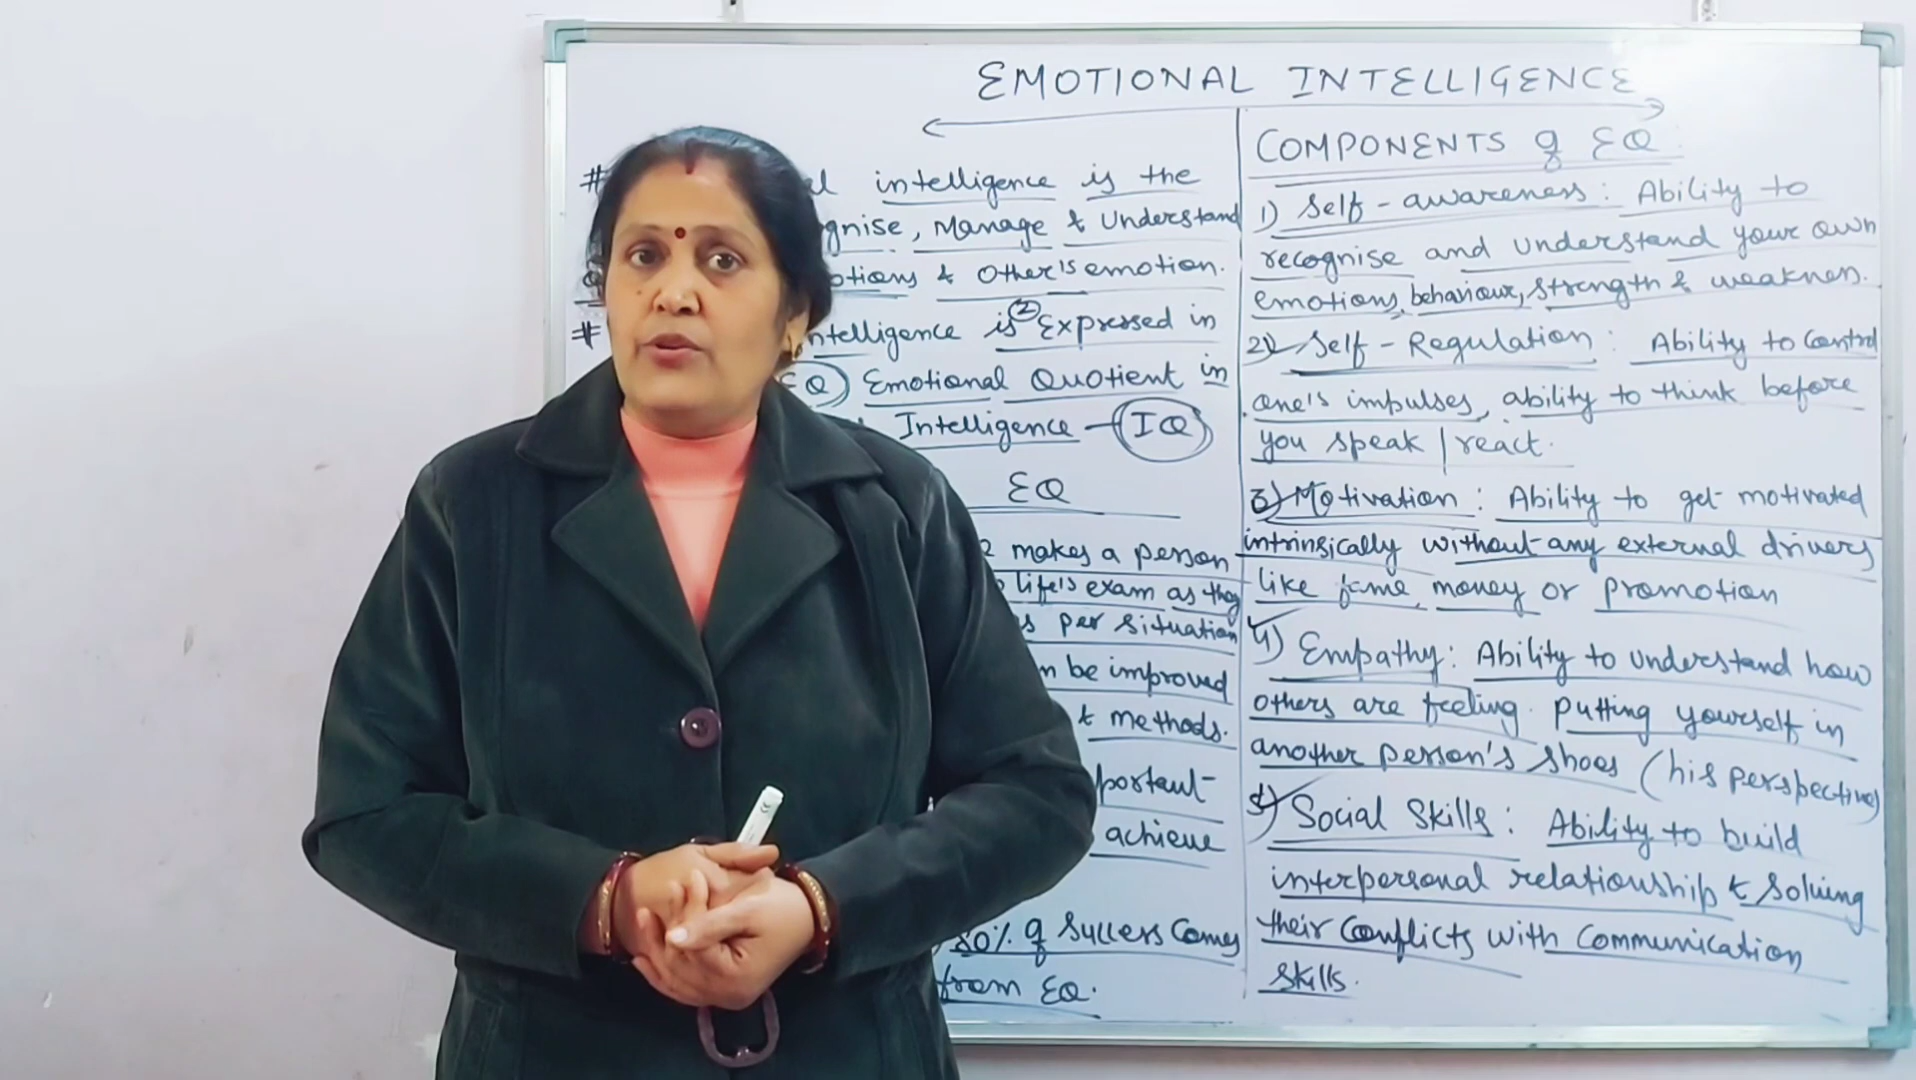 EMOTIONAL INTELLIGENCE
# al intelligence is the
gnise, Manage & Understand
otions & Other's emotion.
# ntelligence is (2) Expressed in
EQ) Emotional Quotient in
Intelligence - IQ
EQ
makes a person
life's exam as they
s per situation
n be improved
& methods.
portant
achieve
80% of Success Comes
from EQ.
COMPONENTS of EQ
1) Self-awareness: Ability to
recognise and understand your own
emotions, behaviour, strength & weakness.
2) Self-Regulation: Ability to Control
one's impulses, ability to think before
you speak / react.
3) Motivation: Ability to get motivated
intrinsically without any external drivers
like fame, money or promotion
4) Empathy: Ability to understand how
others are feeling. putting yourself in
another person's shoes (his perspective)
5) Social Skills: Ability to build
interpersonal relationship & Solving
their Conflicts with Communication
skills.